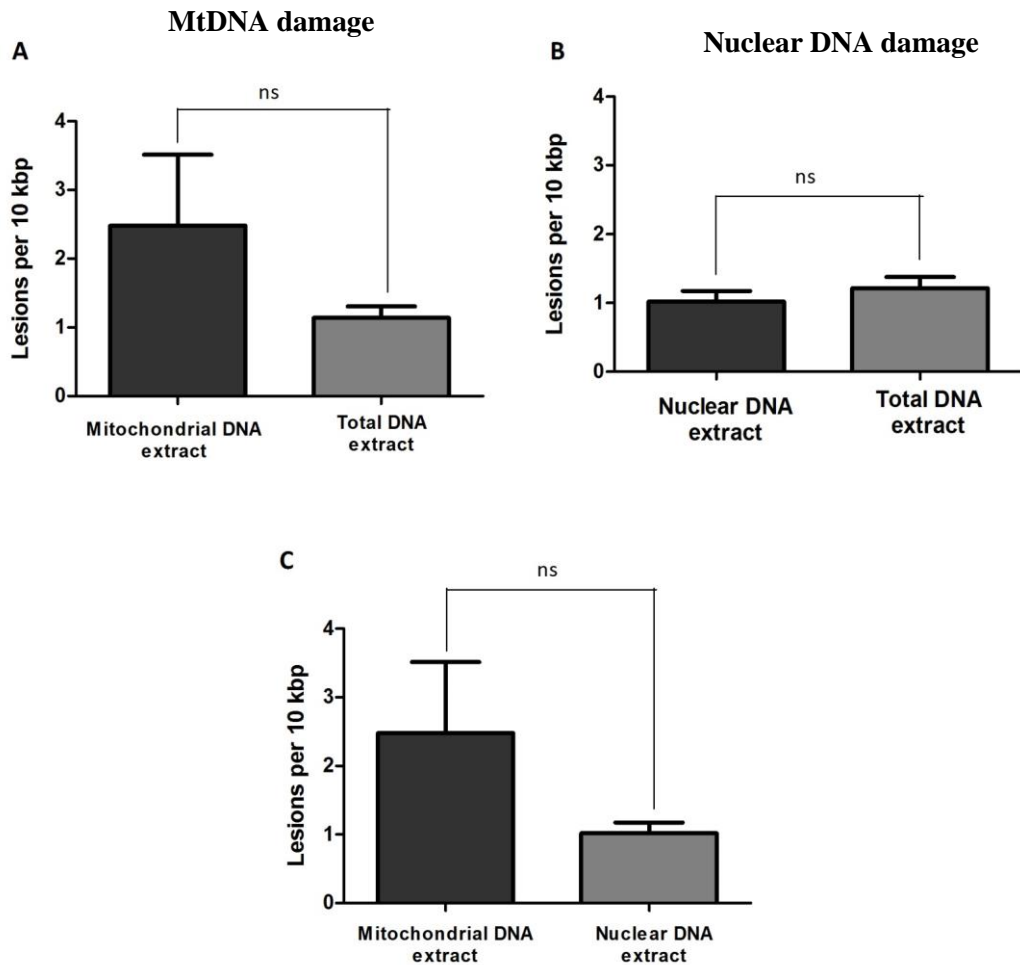 MtDNA damage
A
ns
Lesions per 10 kbp
4
3
2
1
0
Mitochondrial DNA
extract
Total DNA
extract
Nuclear DNA damage
B
ns
Lesions per 10 kbp
4
3
2
1
0
Nuclear DNA
extract
Total DNA
extract
C
ns
Lesions per 10 kbp
4
3
2
1
0
Mitochondrial DNA
extract
Nuclear DNA
extract